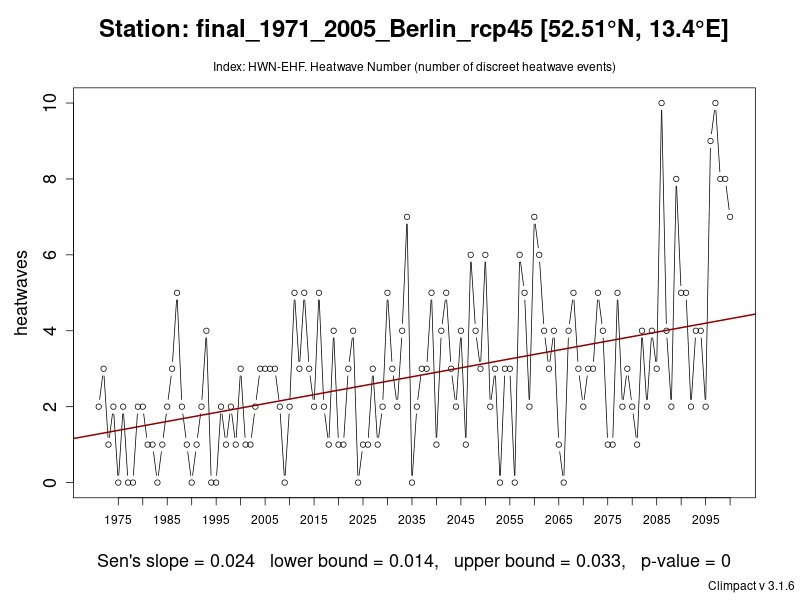 Station: final_1971_2005_Berlin_rcp45 [52.51°N, 13.4°E]
Index: HWN-EHF. Heatwave Number (number of discreet heatwave events)
heatwaves
10
8
6
4
2
0
1975 1985 1995 2005 2015 2025 2035 2045 2055 2065 2075 2085 2095
Sen's slope = 0.024 lower bound = 0.014, upper bound = 0.033, p-value = 0
Climpact v 3.1.6